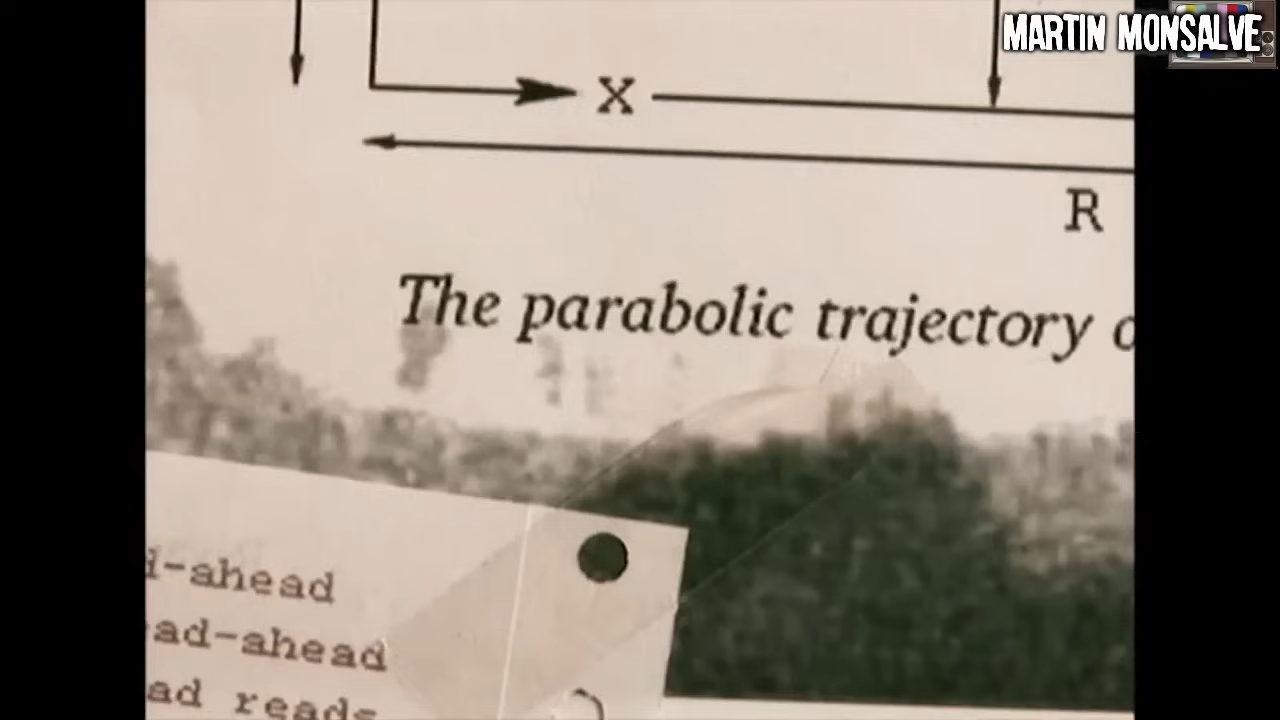 MARTIN MONSALVE
X
R
The parabolic trajectory
-ahead
ad-ahead
ad reads